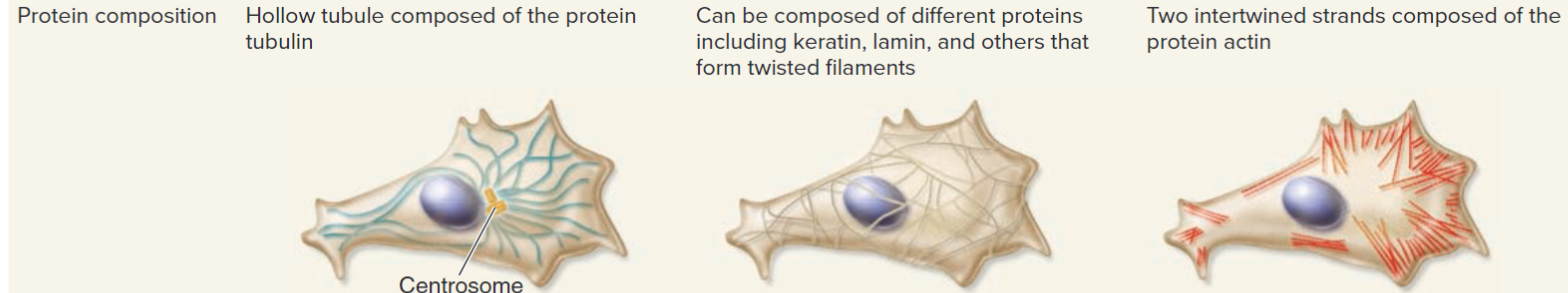 Protein composition
Hollow tubule composed of the protein
tubulin
Can be composed of different proteins
including keratin, lamin, and others that
form twisted filaments
Two intertwined strands composed of the
protein actin
Centrosome